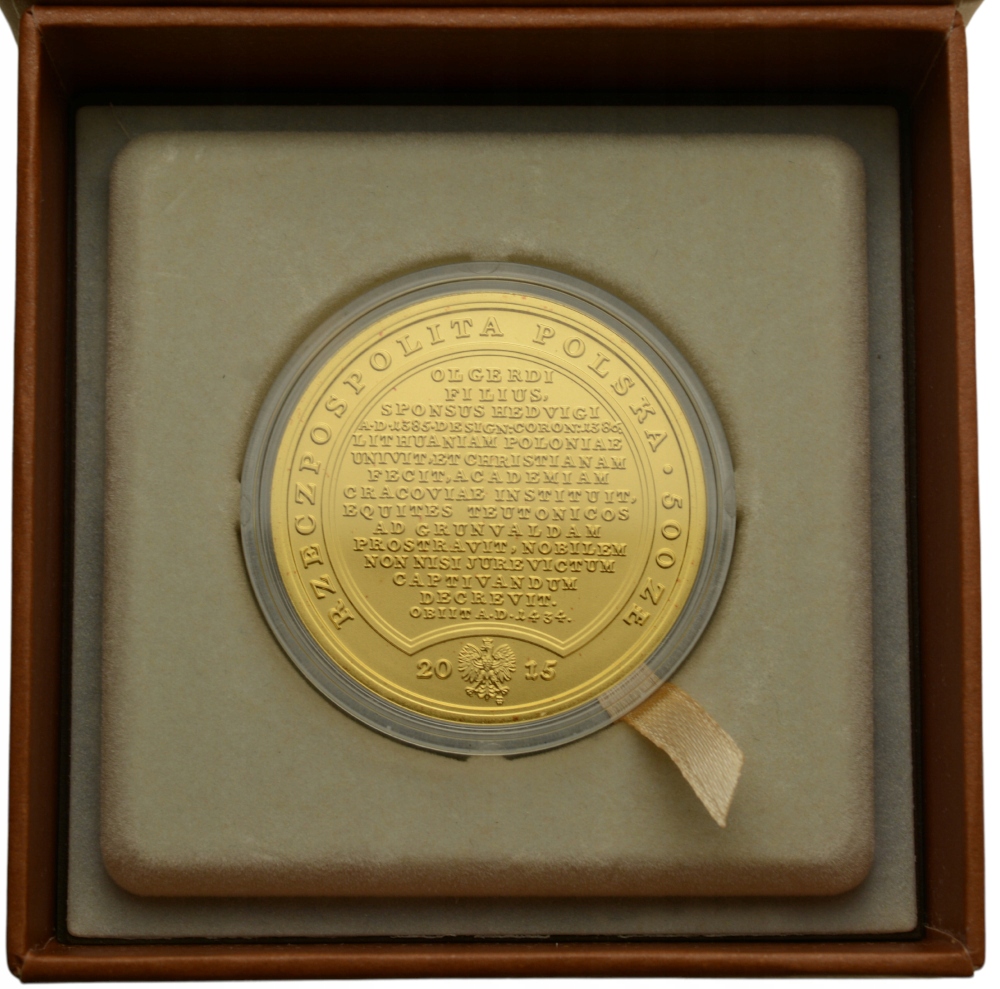 RZECZPOSPOLITA POLSKA · 500 ZŁ
OLGERDI
FILIUS,
SPONSUS HEDVIGI
A·D·1385·DESIGN:CORON:1386,
LITHUANIAM POLONIAE
UNIVIT, ET CHRISTIANAM
FECIT, ACADEMIAM
CRACOVIAE INSTITUIT,
EQUITES TEUTONICOS
AD GRUNVALDAM
PROSTRAVIT, NOBILEM
NON NISI JURE VICTUM
CAPTIVANDUM
DECREVIT.
OBIIT A·D·1434.
20 15